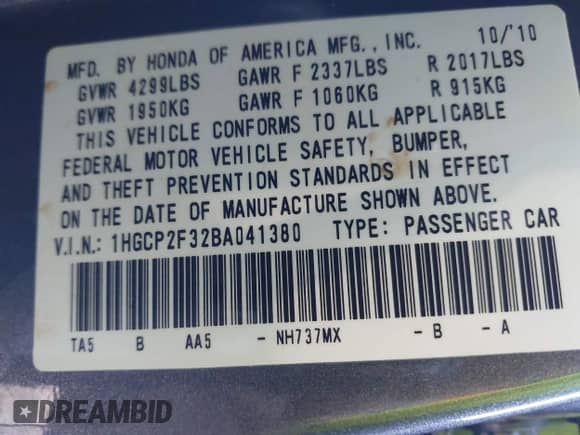 MFD. BY HONDA OF AMERICA MFG., INC. 10/'10
GVWR 4299LBS GAWR F 2337LBS R 2017LBS
GVWR 1950KG GAWR F 1060KG R 915KG
THIS VEHICLE CONFORMS TO ALL APPLICABLE
FEDERAL MOTOR VEHICLE SAFETY, BUMPER,
AND THEFT PREVENTION STANDARDS IN EFFECT
ON THE DATE OF MANUFACTURE SHOWN ABOVE.
V.I.N.: 1HGCP2F32BA041380 TYPE: PASSENGER CAR
TA5 B AA5 - NH737MX - B - A
DREAMBID